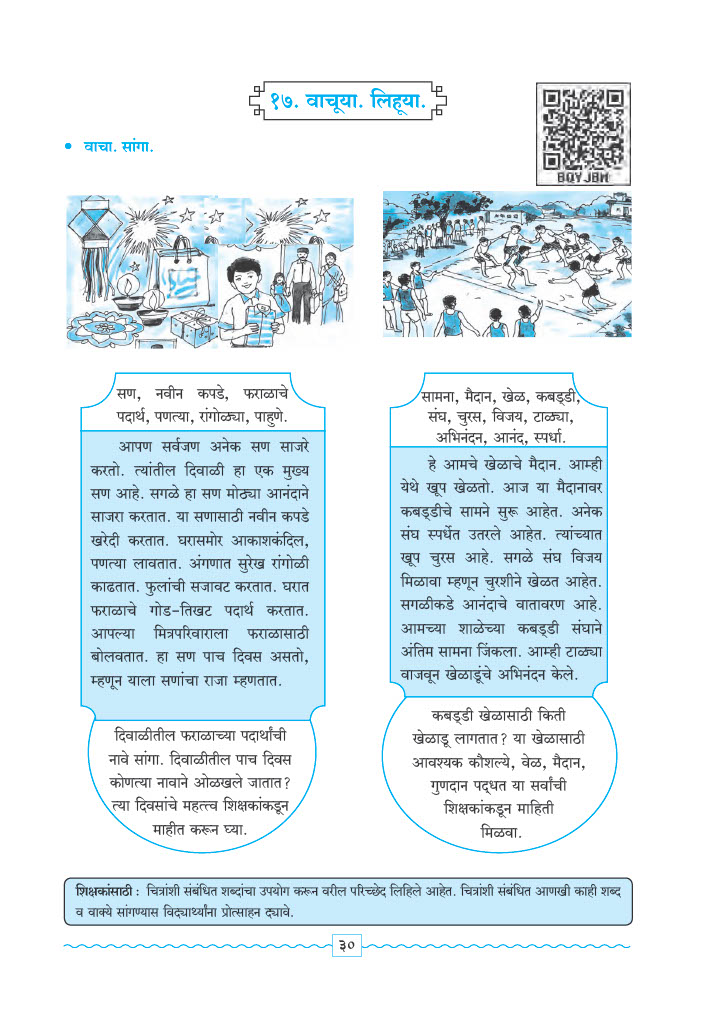 १७. वाचूया. लिहूया.
BQYJBM
• वाचा. सांगा.
सण, नवीन कपडे, फराळाचे
पदार्थ, पणत्या, रांगोळ्या, पाहुणे.
आपण सर्वजण अनेक सण साजरे
करतो. त्यांतील दिवाळी हा एक मुख्य
सण आहे. सगळे हा सण मोठ्या आनंदाने
साजरा करतात. या सणासाठी नवीन कपडे
खरेदी करतात. घरासमोर आकाशकंदिल,
पणत्या लावतात. अंगणात सुरेख रांगोळी
काढतात. फुलांची सजावट करतात. घरात
फराळाचे गोड-तिखट पदार्थ करतात.
आपल्या मित्रपरिवाराला फराळासाठी
बोलवतात. हा सण पाच दिवस असतो,
म्हणून याला सणांचा राजा म्हणतात.
दिवाळीतील फराळाच्या पदार्थांची
नावे सांगा. दिवाळीतील पाच दिवस
कोणत्या नावाने ओळखले जातात?
त्या दिवसांचे महत्त्व शिक्षकांकडून
माहीत करून घ्या.
सामना, मैदान, खेळ, कबड्डी,
संघ, चुरस, विजय, टाळ्या,
अभिनंदन, आनंद, स्पर्धा.
हे आमचे खेळाचे मैदान. आम्ही
येथे खूप खेळतो. आज या मैदानावर
कबड्डीचे सामने सुरू आहेत. अनेक
संघ स्पर्धेत उतरले आहेत. त्यांच्यात
खूप चुरस आहे. सगळे संघ विजय
मिळावा म्हणून चुरशीने खेळत आहेत.
सगळीकडे आनंदाचे वातावरण आहे.
आमच्या शाळेच्या कबड्डी संघाने
अंतिम सामना जिंकला. आम्ही टाळ्या
वाजवून खेळाडूंचे अभिनंदन केले.
कबड्डी खेळासाठी किती
खेळाडू लागतात? या खेळासाठी
आवश्यक कौशल्ये, वेळ, मैदान,
गुणदान पद्धत या सर्वांची
शिक्षकांकडून माहिती
मिळवा.
शिक्षकांसाठी : चित्रांशी संबंधित शब्दांचा उपयोग करून वरील परिच्छेद लिहिले आहेत. चित्रांशी संबंधित आणखी काही शब्द
व वाक्ये सांगण्यास विद्यार्थ्यांना प्रोत्साहन द्यावे.
३०